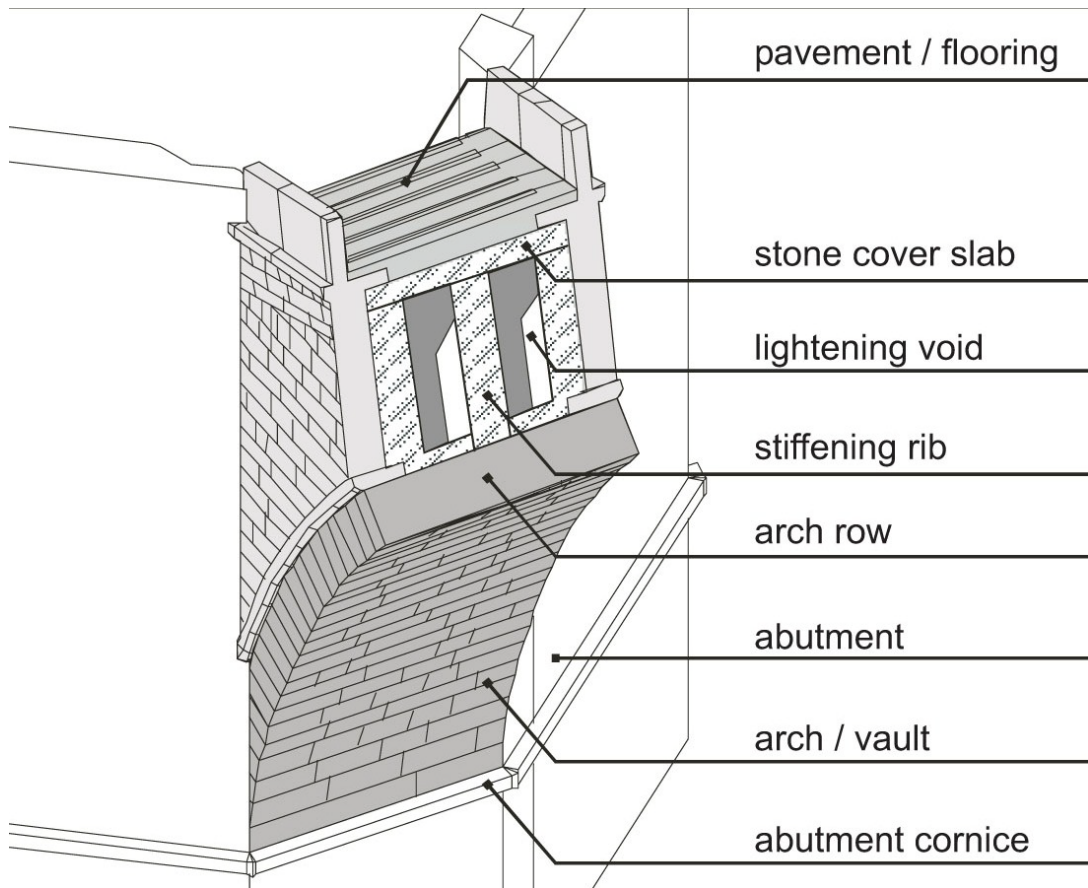 pavement / flooring
stone cover slab
lightening void
stiffening rib
arch row
abutment
arch / vault
abutment cornice